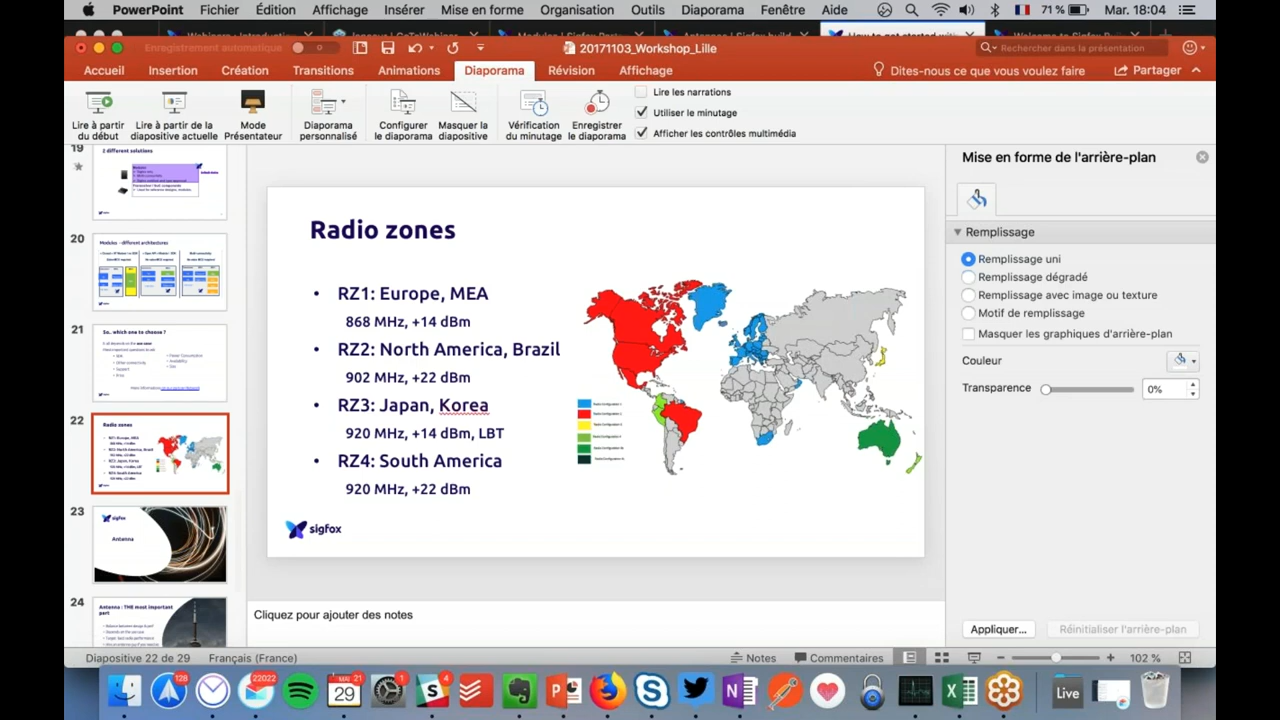 PowerPoint Fichier Édition Affichage Insérer Mise en forme Organisation Outils Diaporama Fenêtre Aide 71 % Mar. 18:04
Enregistrement automatique 20171103_Workshop_Lille Rechercher dans la présentation
Accueil Insertion Création Transitions Animations Diaporama Révision Affichage Dites-nous ce que vous voulez faire Partager
Lire à partir du début
Lire à partir de la diapositive actuelle
Mode Présentateur
Diaporama personnalisé
Configurer le diaporama
Masquer la diapositive
Vérification du minutage
Enregistrer le diaporama
Lire les narrations
Utiliser le minutage
Afficher les contrôles multimédia
19
2 different solutions
20
Modules - different architectures
21
So.. which one to choose ?
22
Radio zones
23
sigfox
Antenna
24
Antenna : THE most important part
Radio zones
• RZ1: Europe, MEA
868 MHz, +14 dBm
• RZ2: North America, Brazil
902 MHz, +22 dBm
• RZ3: Japan, Korea
920 MHz, +14 dBm, LBT
• RZ4: South America
920 MHz, +22 dBm
sigfox
Cliquez pour ajouter des notes
Mise en forme de l'arrière-plan
Remplissage
Remplissage uni
Remplissage dégradé
Remplissage avec image ou texture
Motif de remplissage
Masquer les graphiques d'arrière-plan
Couleur
Transparence 0%
Appliquer... Réinitialiser l'arrière-plan
Diapositive 22 de 29 Français (France) Notes Commentaires 102 %
128
22022
MAI 21
29
1
4
Live